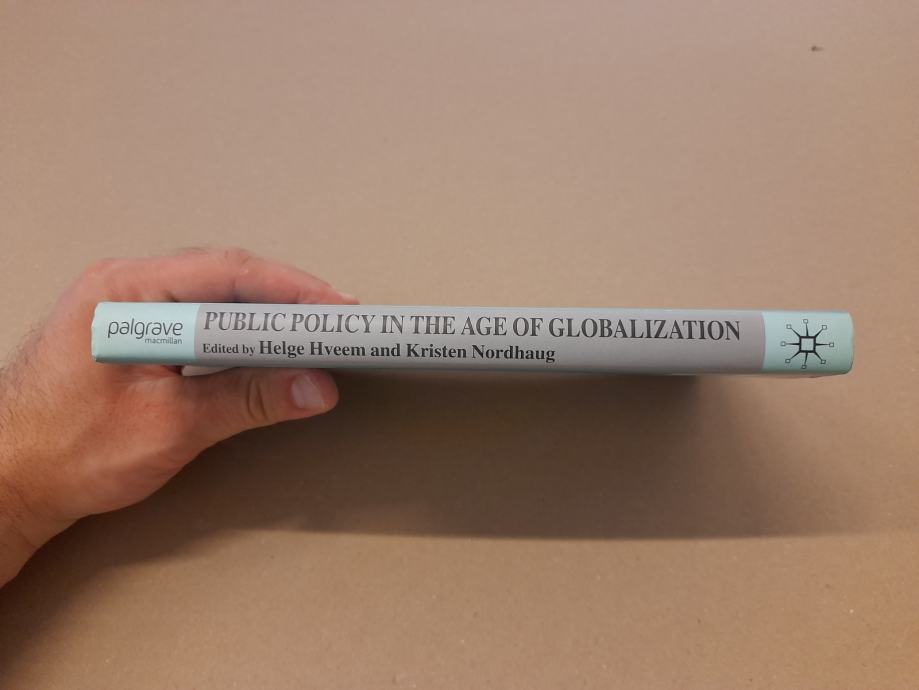 palgrave
macmillan
PUBLIC POLICY IN THE AGE OF GLOBALIZATION
Edited by Helge Hveem and Kristen Nordhaug